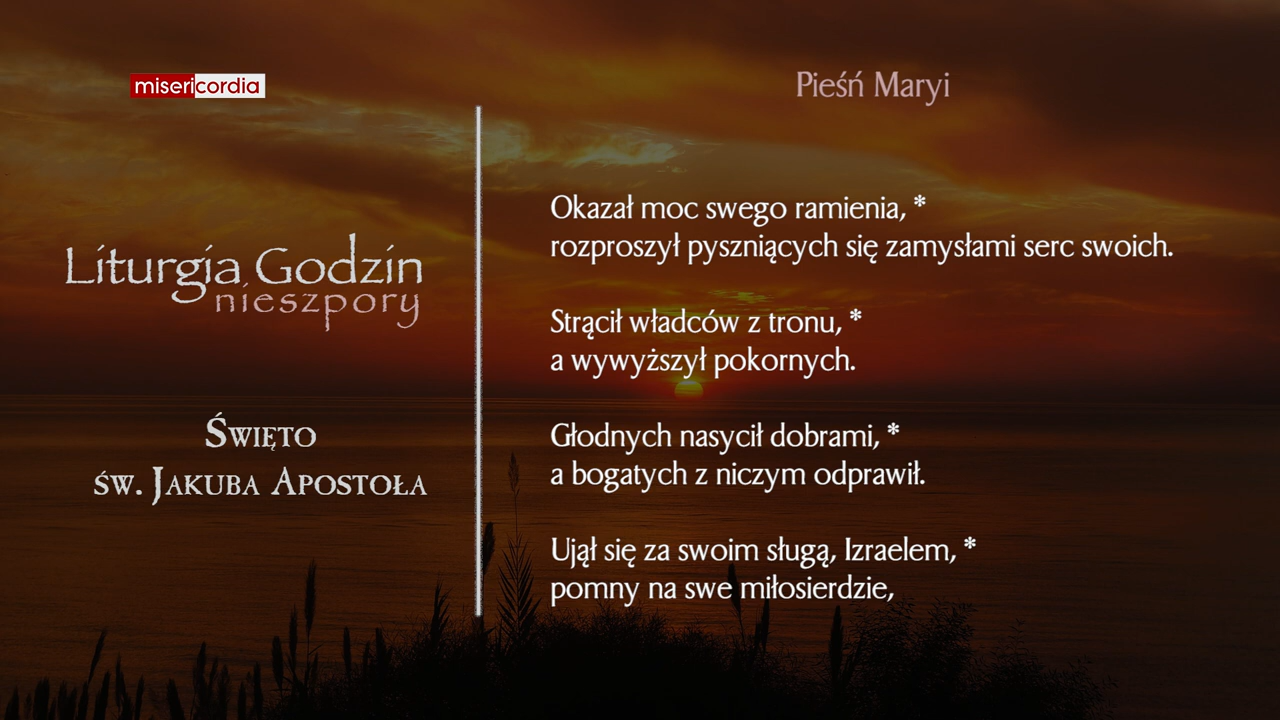 misericordia
Liturgia Godzin
nieszpory
Święto
św. Jakuba Apostoła
Pieśń Maryi
Okazał moc swego ramienia, *
rozproszył pyszniących się zamysłami serc swoich.
Strącił władców z tronu, *
a wywyższył pokornych.
Głodnych nasycił dobrami, *
a bogatych z niczym odprawił.
Ujął się za swoim sługą, Izraelem, *
pomny na swe miłosierdzie,